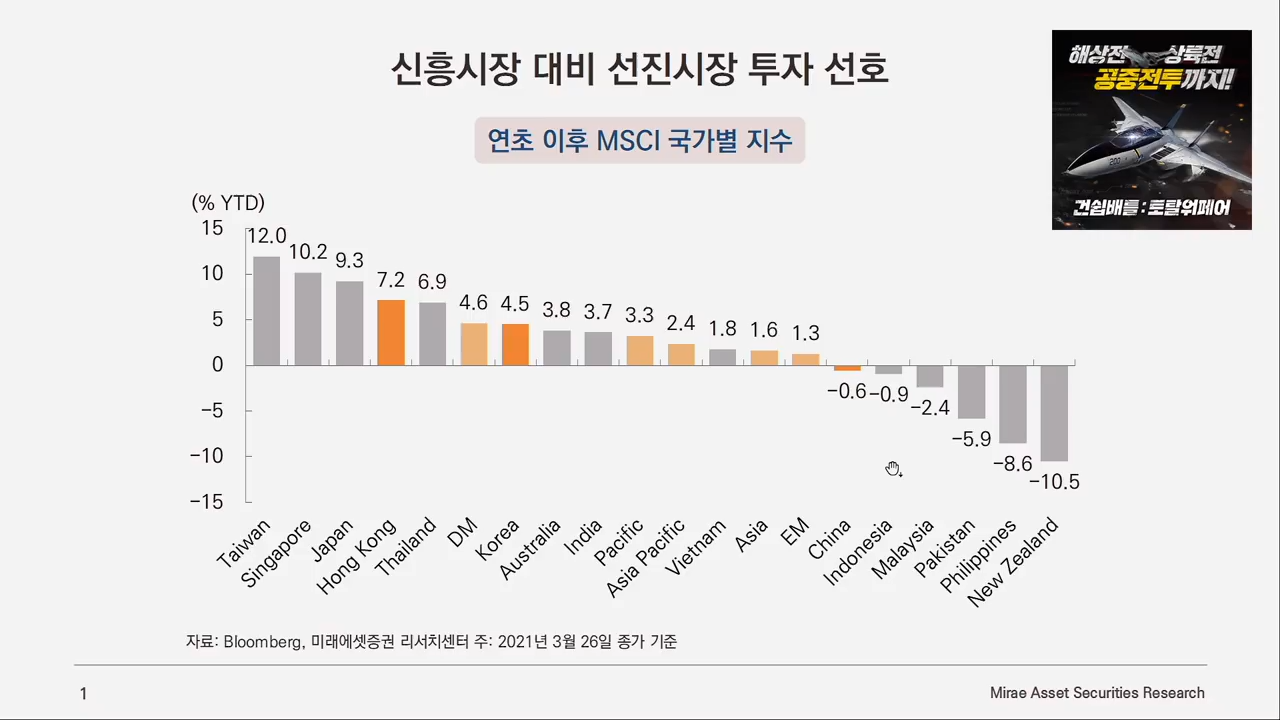 신흥시장 대비 선진시장 투자 선호
연초 이후 MSCI 국가별 지수
해상전 상륙전
공중전투까지!
200
건쉽배틀 : 토탈워페어
(% YTD)
15
10
5
0
−5
−10
−15
12.0
10.2
9.3
7.2
6.9
4.6
4.5
3.8
3.7
3.3
2.4
1.8
1.6
1.3
−0.6
−0.9
−2.4
−5.9
−8.6
−10.5
Taiwan
Singapore
Japan
Hong Kong
Thailand
DM
Korea
Australia
India
Pacific
Asia Pacific
Vietnam
Asia
EM
China
Indonesia
Malaysia
Pakistan
Philippines
New Zealand
자료: Bloomberg, 미래에셋증권 리서치센터 주: 2021년 3월 26일 종가 기준
1
Mirae Asset Securities Research